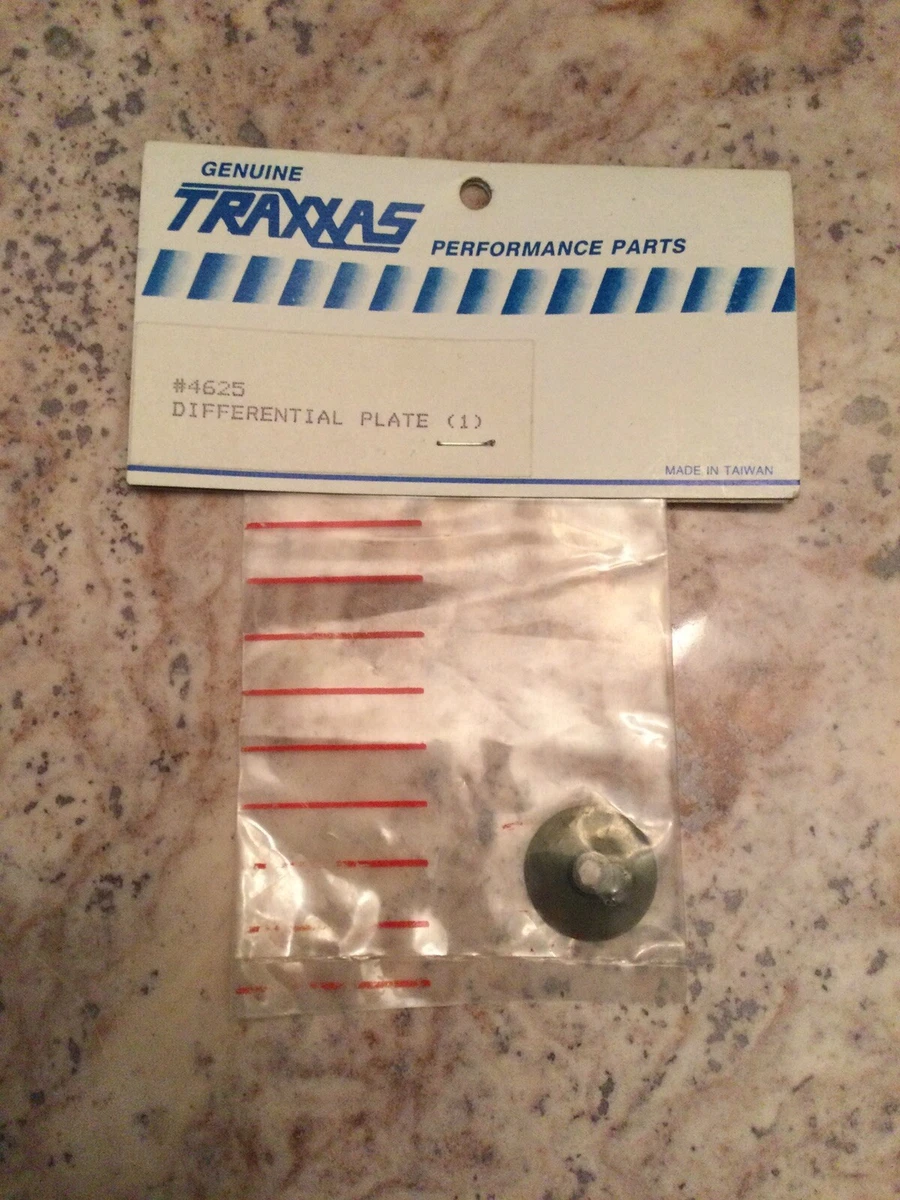 GENUINE
TRAXXAS
PERFORMANCE PARTS
#4625
DIFFERENTIAL PLATE (1)
MADE IN TAIWAN